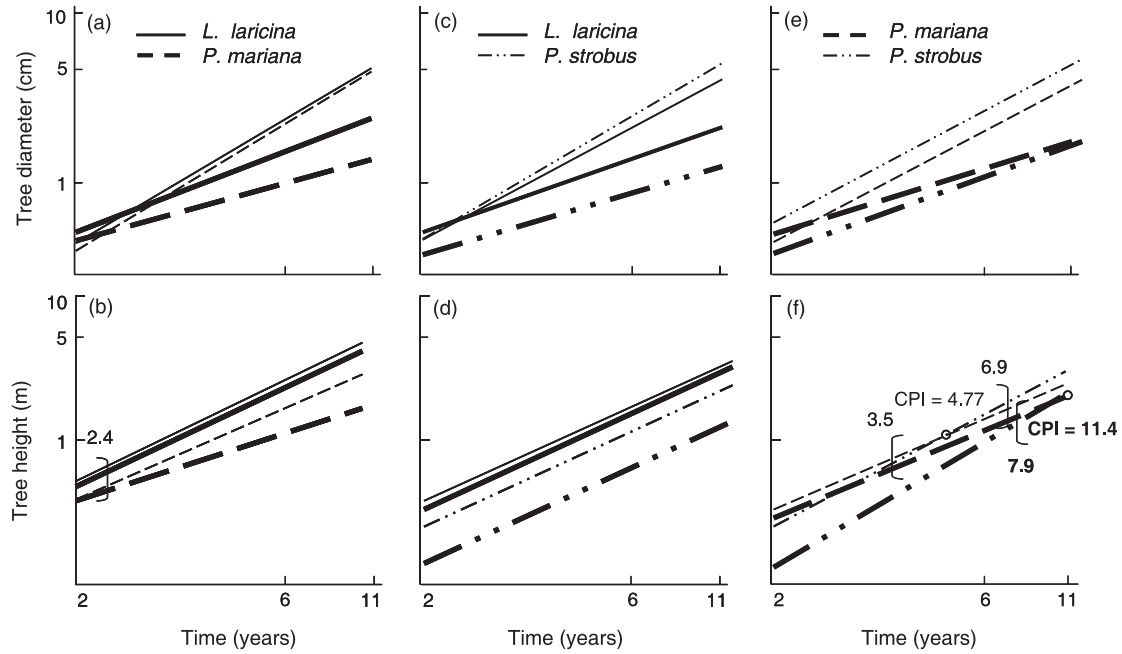 10
5
1
Tree diameter (cm)
(a)
L. laricina
P. mariana
(c)
L. laricina
P. strobus
(e)
P. mariana
P. strobus
10
5
1
Tree height (m)
(b)
2.4
2
6
11
Time (years)
(d)
2
6
11
Time (years)
(f)
6.9
CPI = 4.77
3.5
CPI = 11.4
7.9
2
6
11
Time (years)